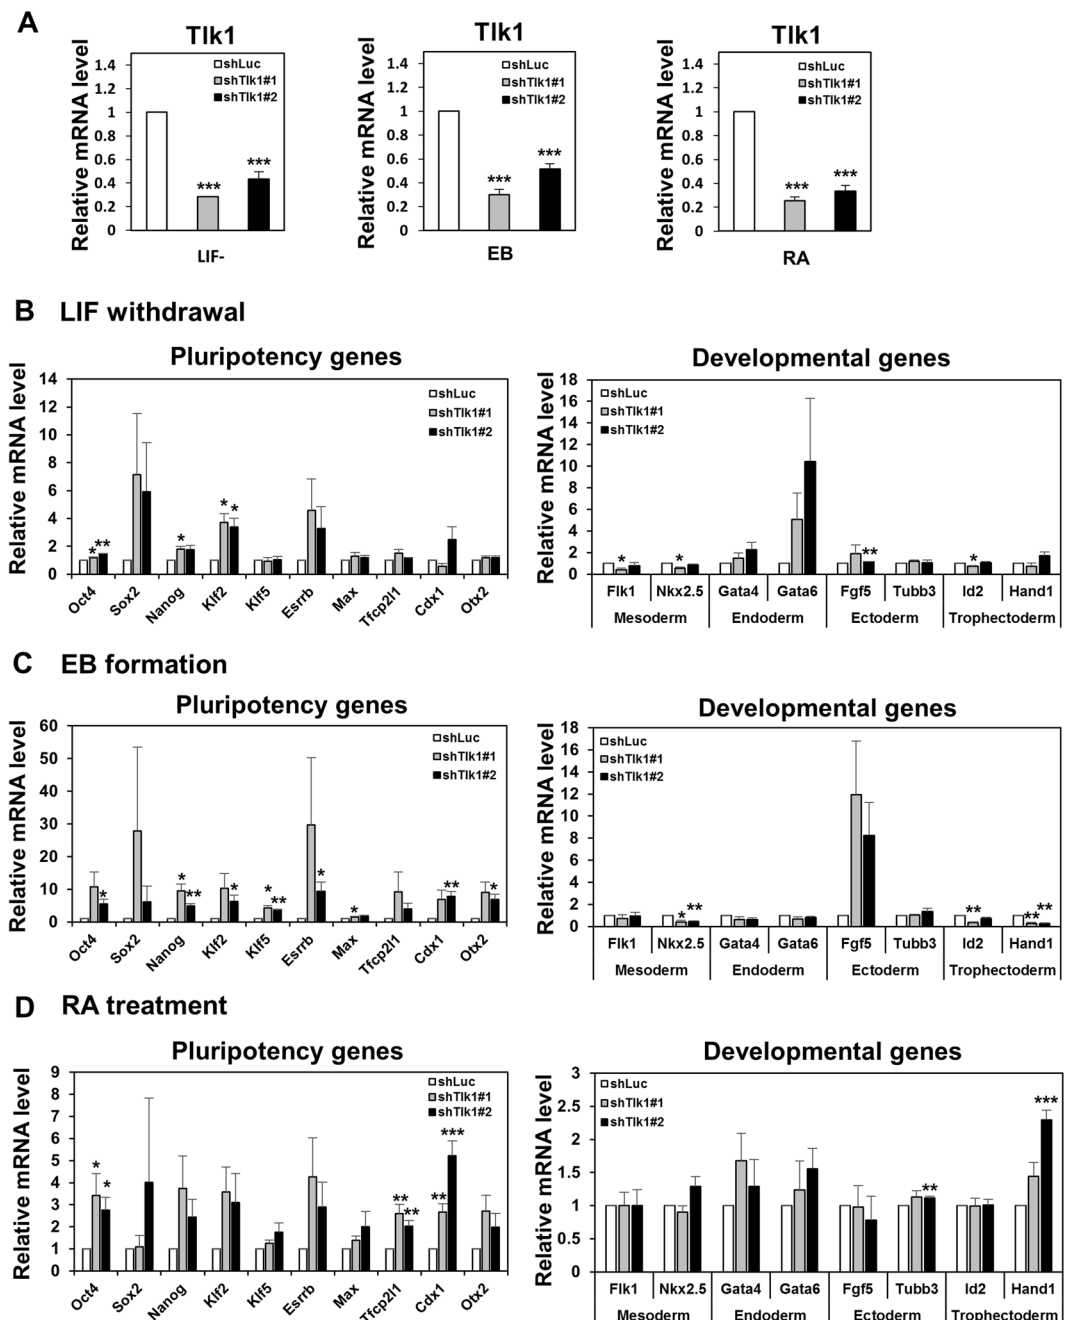 A
Tlk1
Tlk1
Tlk1
Relative mRNA level
1.4
1.2
1
0.8
0.6
0.4
0.2
0
shLuc
shTlk1#1
shTlk1#2
***
***
LIF-
Relative mRNA level
1.4
1.2
1
0.8
0.6
0.4
0.2
0
shLuc
shTlk1#1
shTlk1#2
***
***
EB
Relative mRNA level
1.4
1.2
1
0.8
0.6
0.4
0.2
0
shLuc
shTlk1#1
shTlk1#2
***
***
RA
B LIF withdrawal
Pluripotency genes
Relative mRNA level
14
12
10
8
6
4
2
0
shLuc
shTlk1#1
shTlk1#2
* ** * * *
Oct4 Sox2 Nanog Klf2 Klf5 Esrrb Max Tfcp2l1 Cdx1 Otx2
Developmental genes
Relative mRNA level
18
16
14
12
10
8
6
4
2
0
shLuc
shTlk1#1
shTlk1#2
* * ** *
Flk1 Nkx2.5 Gata4 Gata6 Fgf5 Tubb3 Id2 Hand1
Mesoderm Endoderm Ectoderm Trophectoderm
C EB formation
Pluripotency genes
Relative mRNA level
60
50
40
30
20
10
0
shLuc
shTlk1#1
shTlk1#2
* * ** * * ** * * ** *
Oct4 Sox2 Nanog Klf2 Klf5 Esrrb Max Tfcp2l1 Cdx1 Otx2
Developmental genes
Relative mRNA level
18
16
14
12
10
8
6
4
2
0
shLuc
shTlk1#1
shTlk1#2
* ** ** ** **
Flk1 Nkx2.5 Gata4 Gata6 Fgf5 Tubb3 Id2 Hand1
Mesoderm Endoderm Ectoderm Trophectoderm
D RA treatment
Pluripotency genes
Relative mRNA level
9
8
7
6
5
4
3
2
1
0
shLuc
shTlk1#1
shTlk1#2
* * ** ** ** ***
Oct4 Sox2 Nanog Klf2 Klf5 Esrrb Max Tfcp2l1 Cdx1 Otx2
Developmental genes
Relative mRNA level
3
2.5
2
1.5
1
0.5
0
shLuc
shTlk1#1
shTlk1#2
** ***
Flk1 Nkx2.5 Gata4 Gata6 Fgf5 Tubb3 Id2 Hand1
Mesoderm Endoderm Ectoderm Trophectoderm